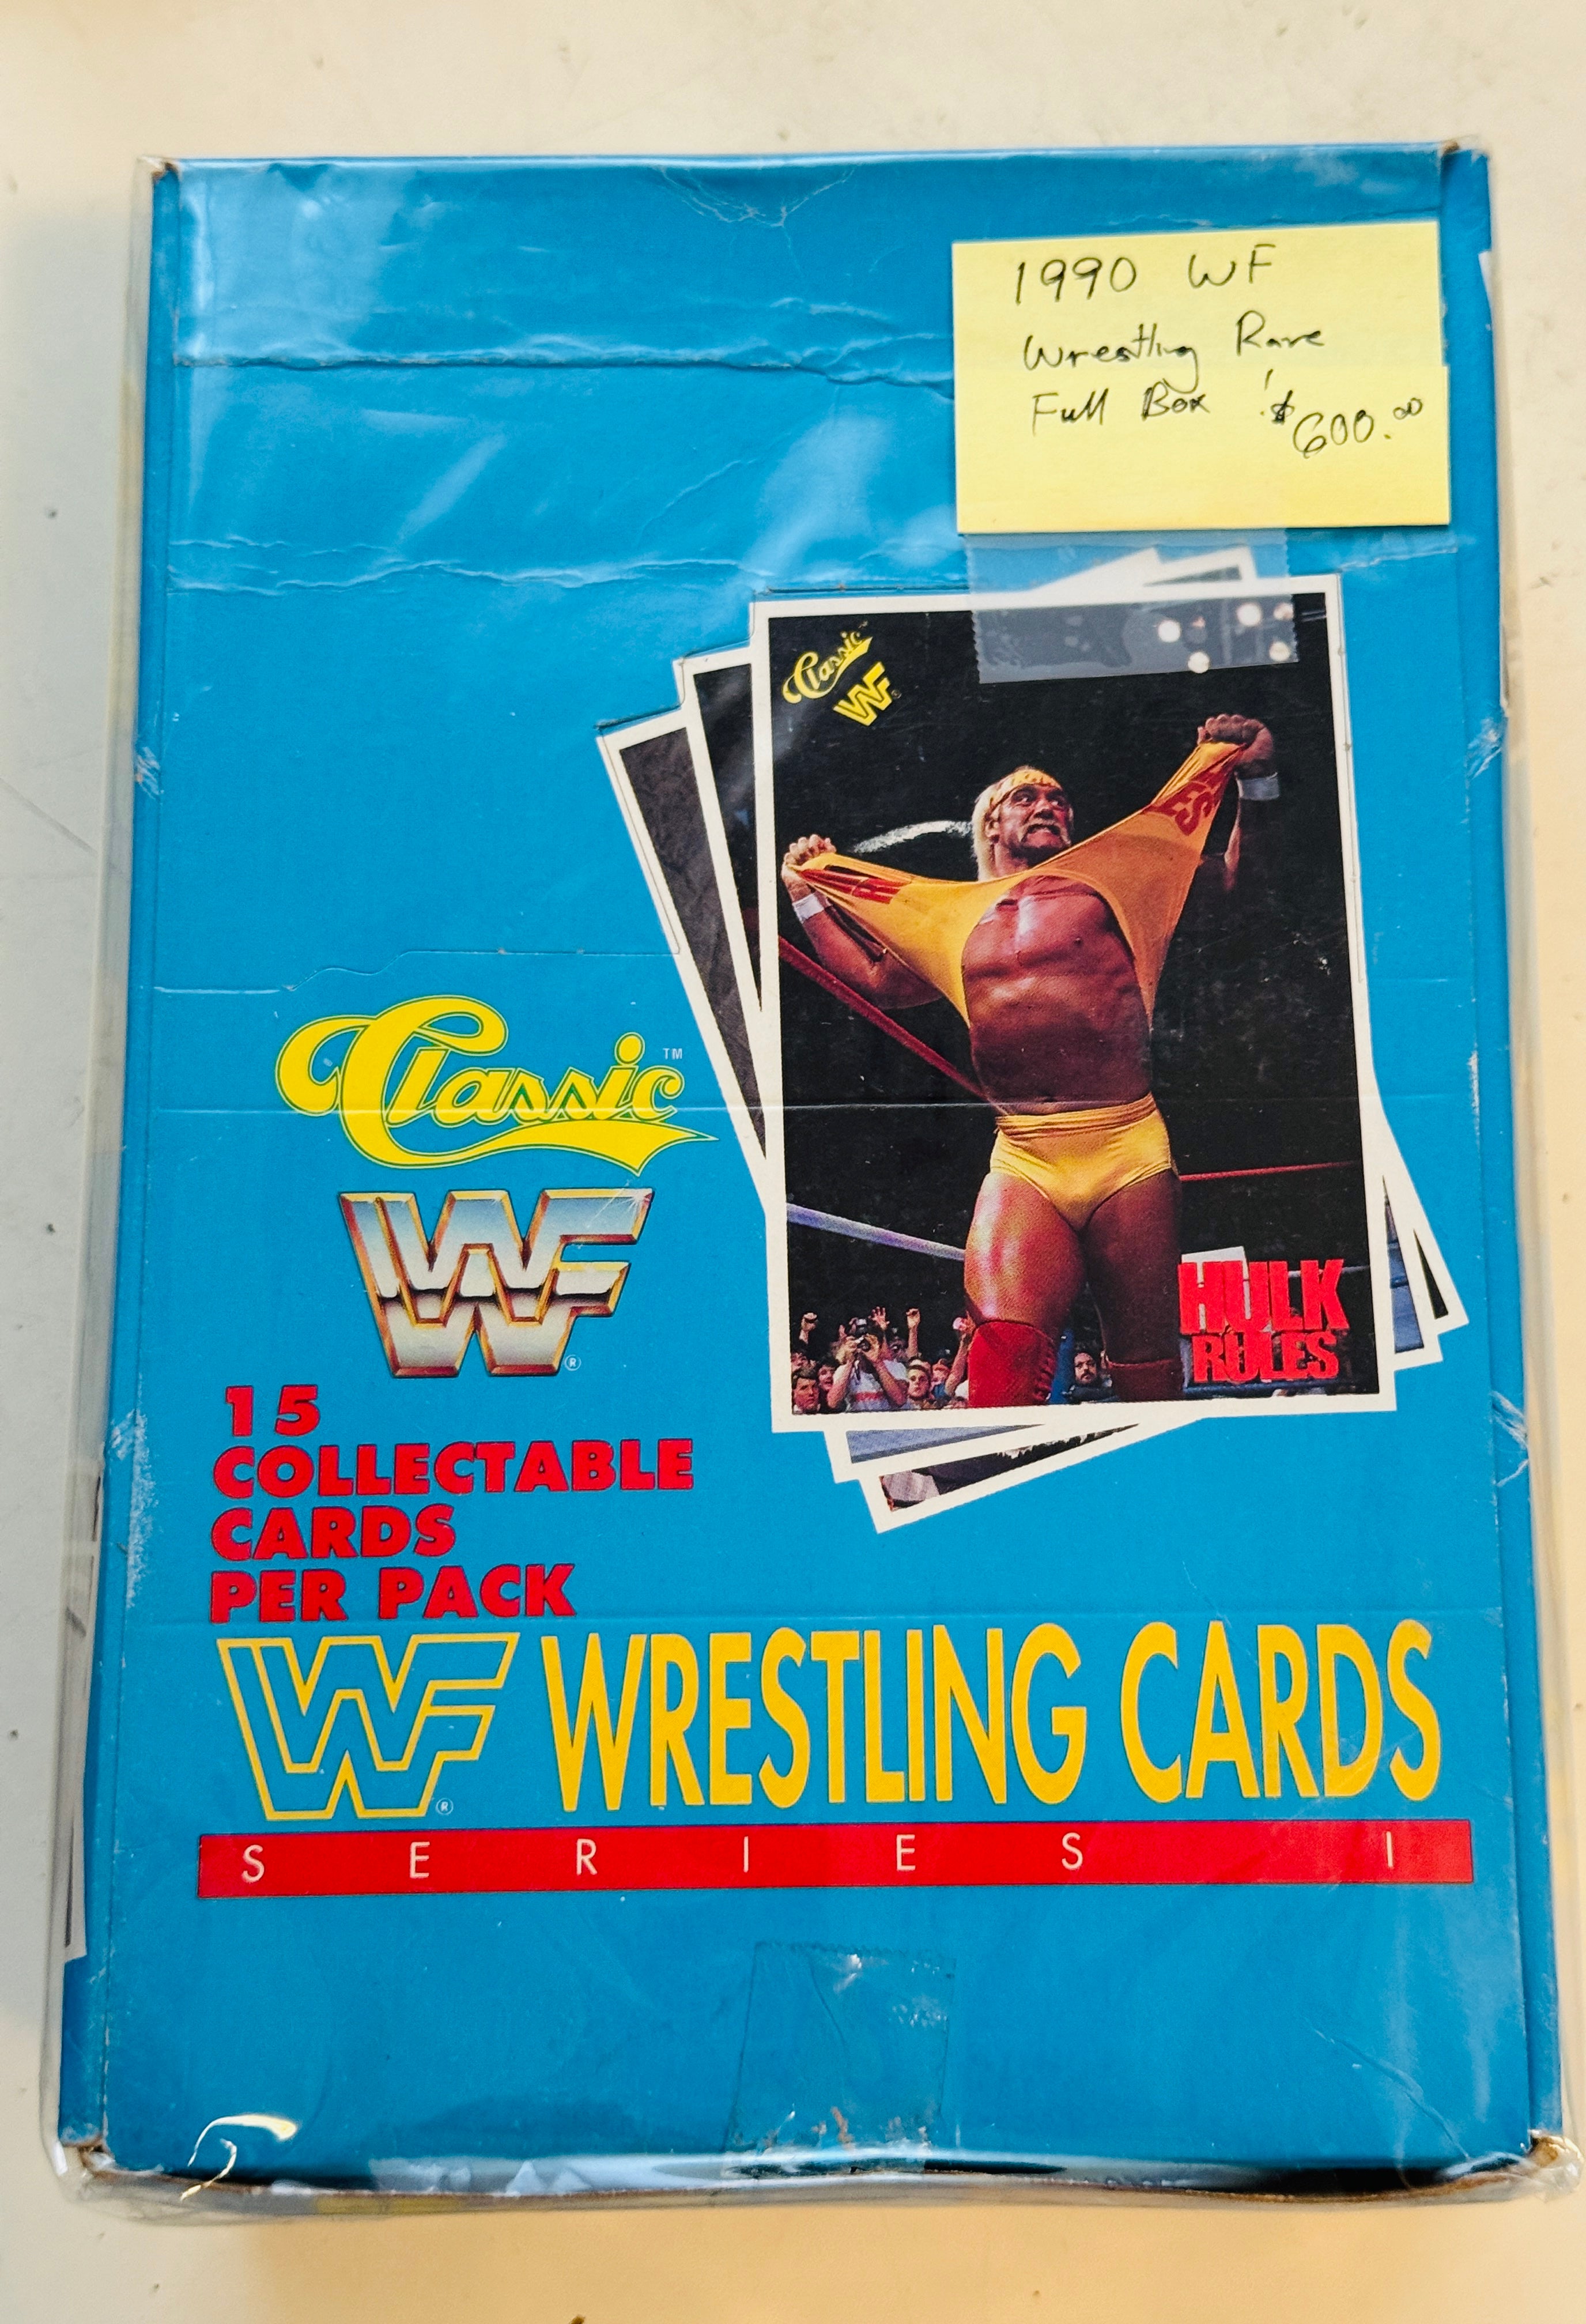 1990 WF
Wrestling Rare
Full Box ! $600.00
Classic
WF®
Classic™
WF®
HULK
RULES
15
COLLECTABLE
CARDS
PER PACK
WF® WRESTLING CARDS
SERIES I